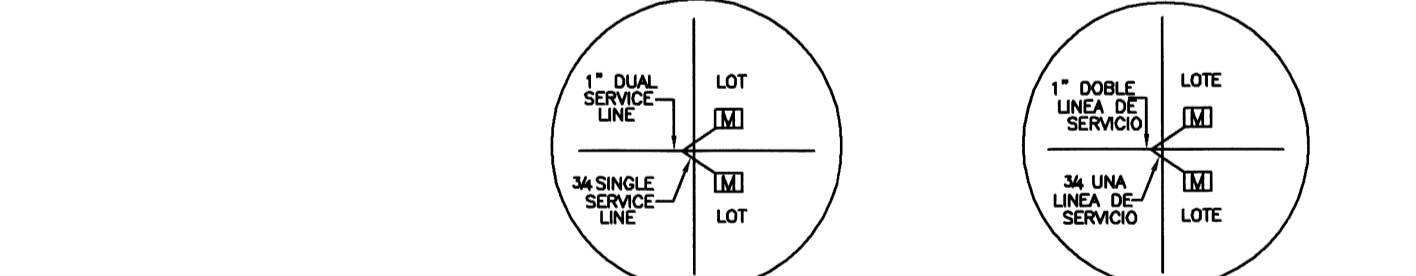 1" DUAL
SERVICE
LINE
LOT
M
3/4 SINGLE
SERVICE
LINE
M
LOT
1" DOBLE
LINEA DE
SERVICIO
LOTE
M
3/4 UNA
LINEA DE
SERVICIO
M
LOTE